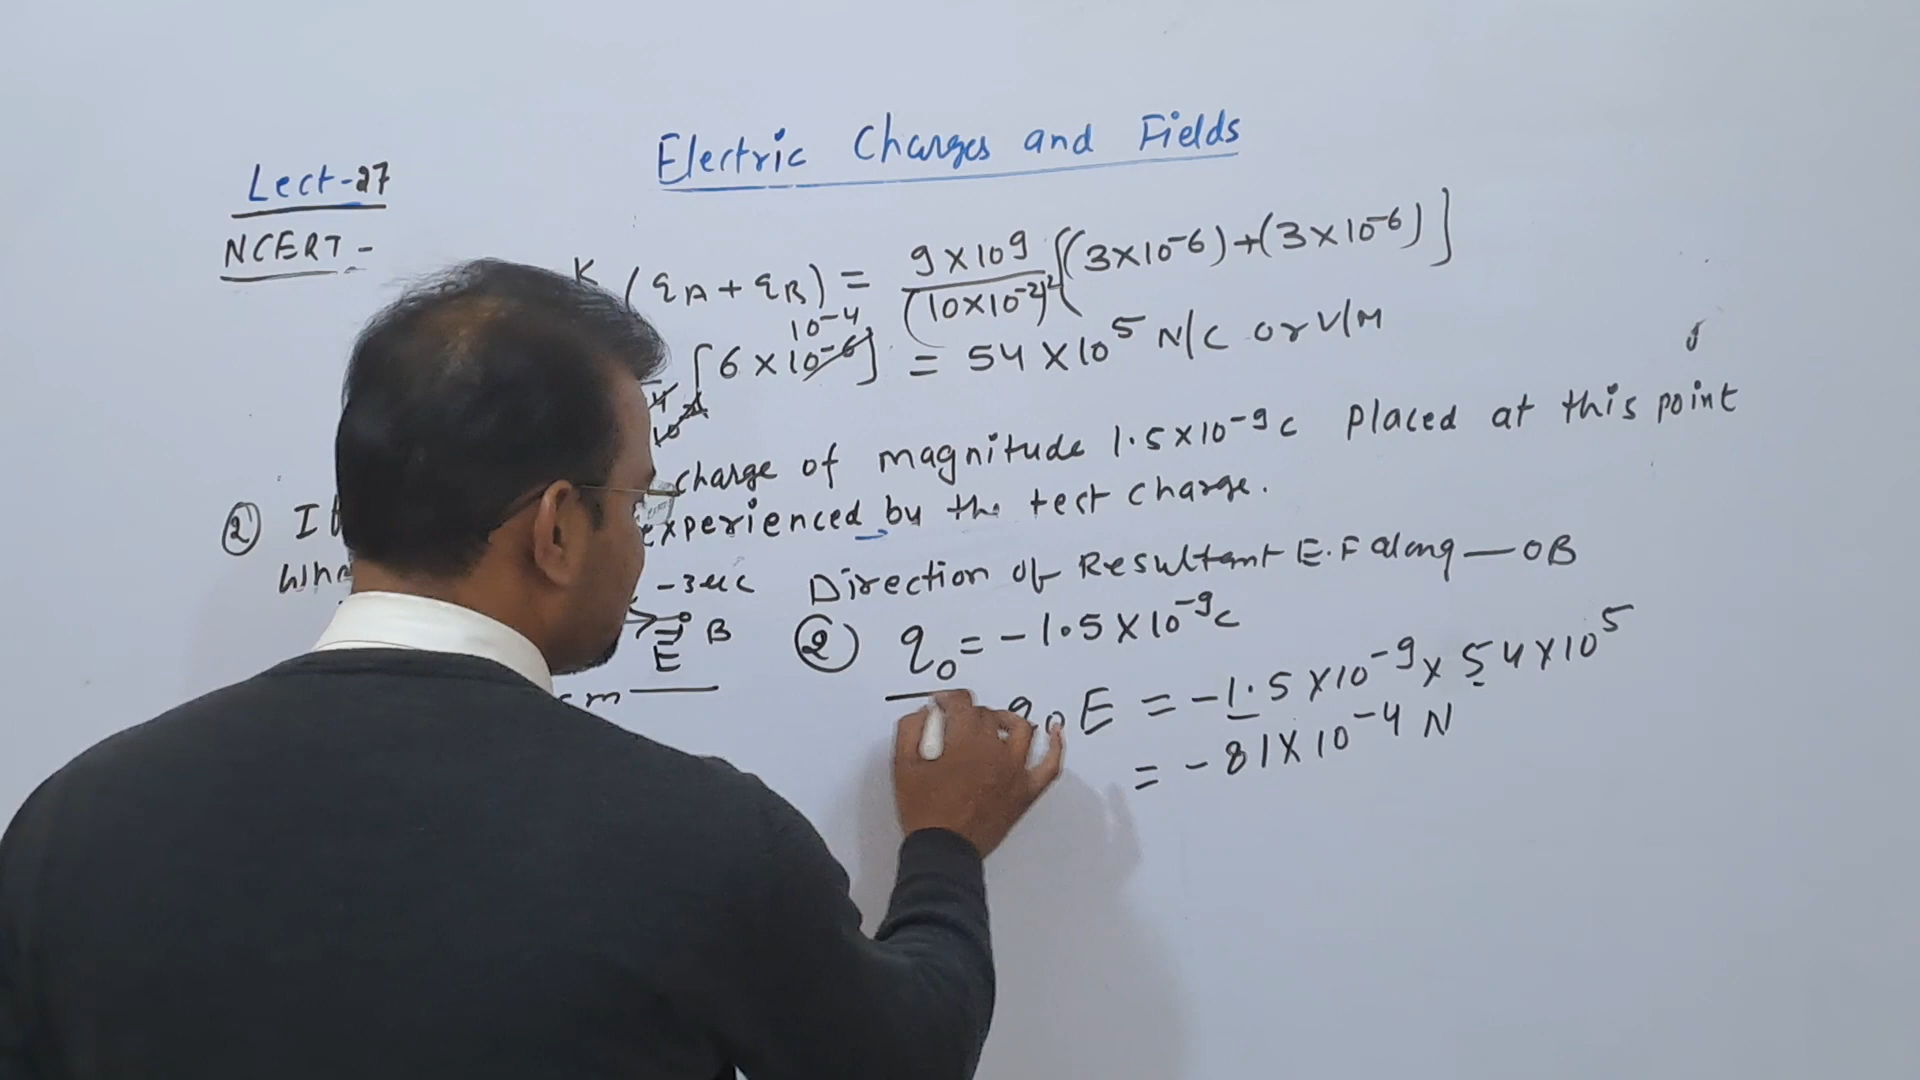 Electric Charges and Fields
Lect-27
NCERT -
K (qA + qB) = 9×10⁹ / (10×10⁻²)² [(3×10⁻⁶)+(3×10⁻⁶)]
10⁻⁴
[6×10⁻⁶] = 54×10⁵ N/C or V/M
charge of magnitude 1.5×10⁻⁹c Placed at this point
② experienced by the test charge.
-3μc
B
E
cm
Direction of Resultant E.F along — OB
② q₀ = -1.5×10⁻⁹c
q₀E = -1.5×10⁻⁹ × 54×10⁵
= -81×10⁻⁴ N